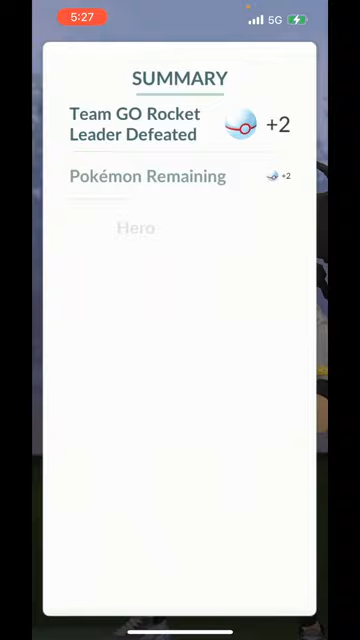 5:27
5G
SUMMARY
Team GO Rocket
Leader Defeated
+2
Pokémon Remaining
+2
Hero